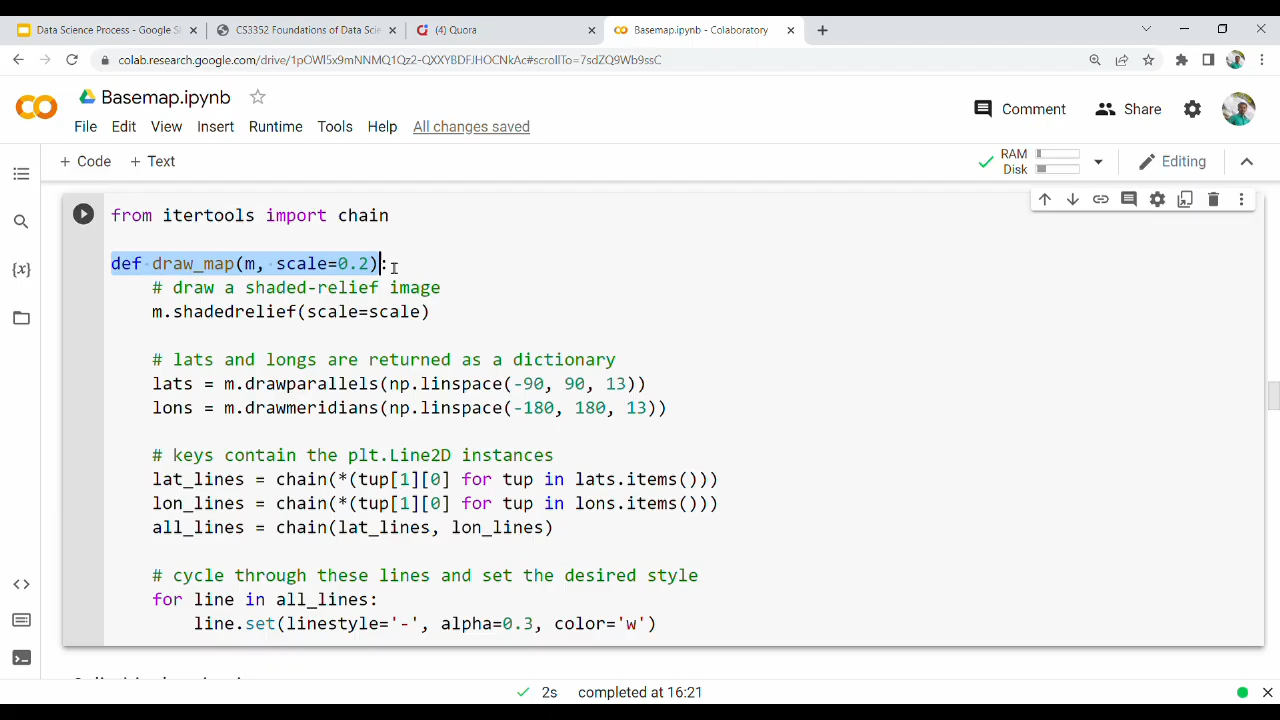 Data Science Process - Google Sl
CS3352 Foundations of Data Scie
(4) Quora
Basemap.ipynb - Colaboratory
colab.research.google.com/drive/1pOWl5x9mNNMQ1Qz2-QXXYBDFJHOCNkAc#scrollTo=7sdZQ9Wb9ssC
Basemap.ipynb
File Edit View Insert Runtime Tools Help All changes saved
Comment Share
+ Code + Text
RAM
Disk
Editing
from itertools import chain
def draw_map(m, scale=0.2):
# draw a shaded-relief image
m.shadedrelief(scale=scale)
# lats and longs are returned as a dictionary
lats = m.drawparallels(np.linspace(-90, 90, 13))
lons = m.drawmeridians(np.linspace(-180, 180, 13))
# keys contain the plt.Line2D instances
lat_lines = chain(*(tup[1][0] for tup in lats.items()))
lon_lines = chain(*(tup[1][0] for tup in lons.items()))
all_lines = chain(lat_lines, lon_lines)
# cycle through these lines and set the desired style
for line in all_lines:
line.set(linestyle='-', alpha=0.3, color='w')
2s completed at 16:21